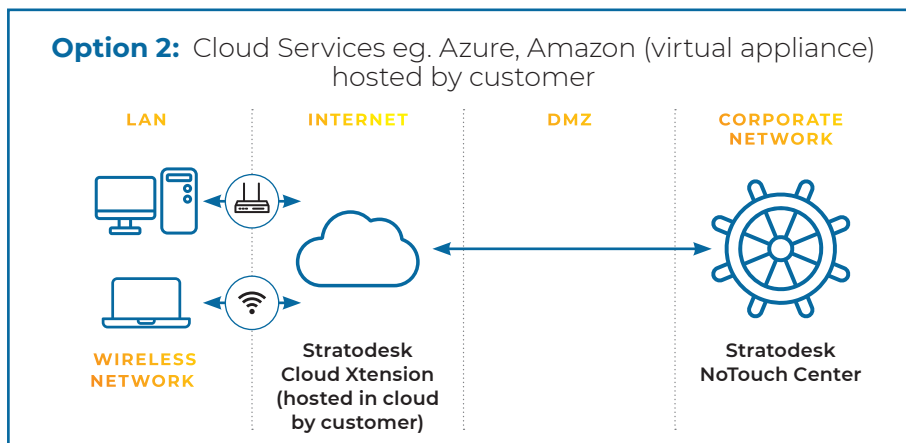 Option 2: Cloud Services eg. Azure, Amazon (virtual appliance)
hosted by customer
LAN
INTERNET
DMZ
CORPORATE
NETWORK
WIRELESS
NETWORK
Stratodesk
Cloud Xtension
(hosted in cloud
by customer)
Stratodesk
NoTouch Center